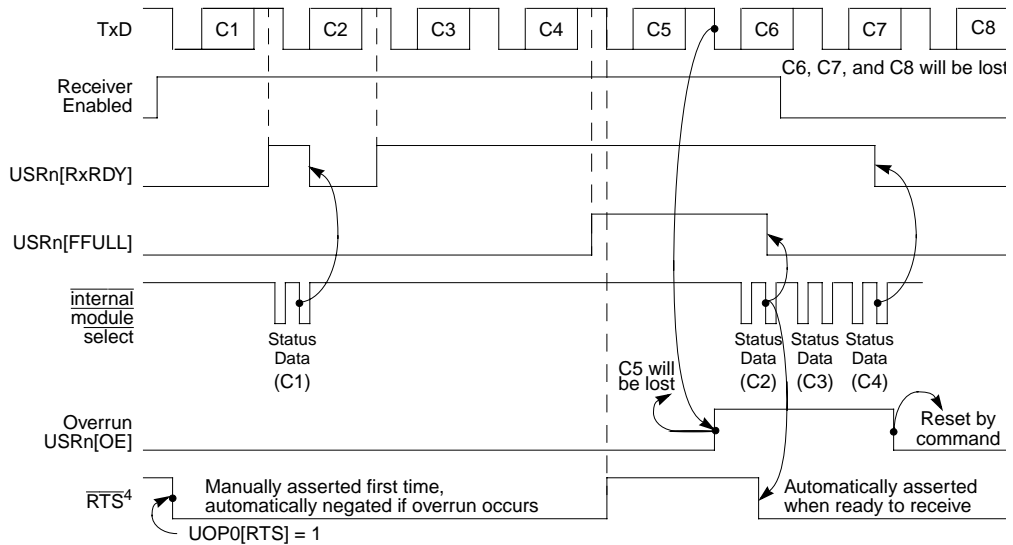 TxD
C1
C2
C3
C4
C5
C6
C7
C8
C6, C7, and C8 will be lost
Receiver
Enabled
USRn[RxRDY]
USRn[FFULL]
internal
module
select
Status
Data
(C1)
Status
Data
(C2)
Status
Data
(C3)
Status
Data
(C4)
C5 will
be lost
Overrun
USRn[OE]
Reset by
command
RTS4
Manually asserted first time,
automatically negated if overrun occurs
Automatically asserted
when ready to receive
UOP0[RTS] = 1